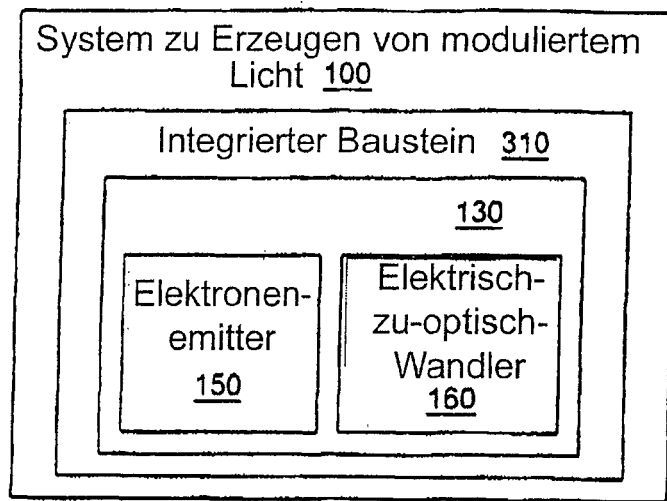 System zu Erzeugen von moduliertem
Licht 100
Integrierter Baustein 310
130
Elektronen-
emitter
150
Elektrisch-
zu-optisch-
Wandler
160